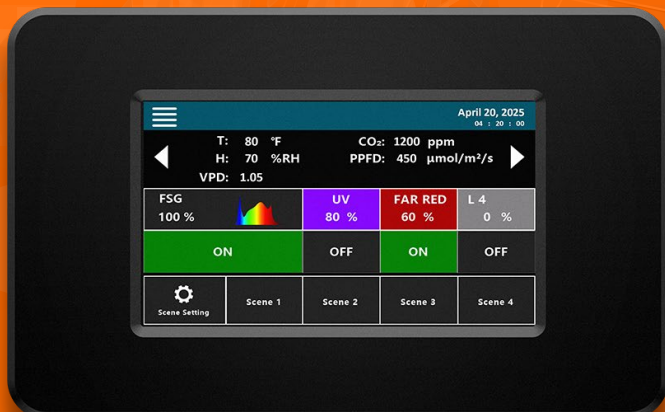 April 20, 2025
04 : 20 : 00
T: 80 °F CO₂: 1200 ppm
H: 70 %RH PPFD: 450 μmol/m²/s
VPD: 1.05
FSG UV FAR RED L 4
100 % 80 % 60 % 0 %
ON OFF ON OFF
Scene Setting Scene 1 Scene 2 Scene 3 Scene 4